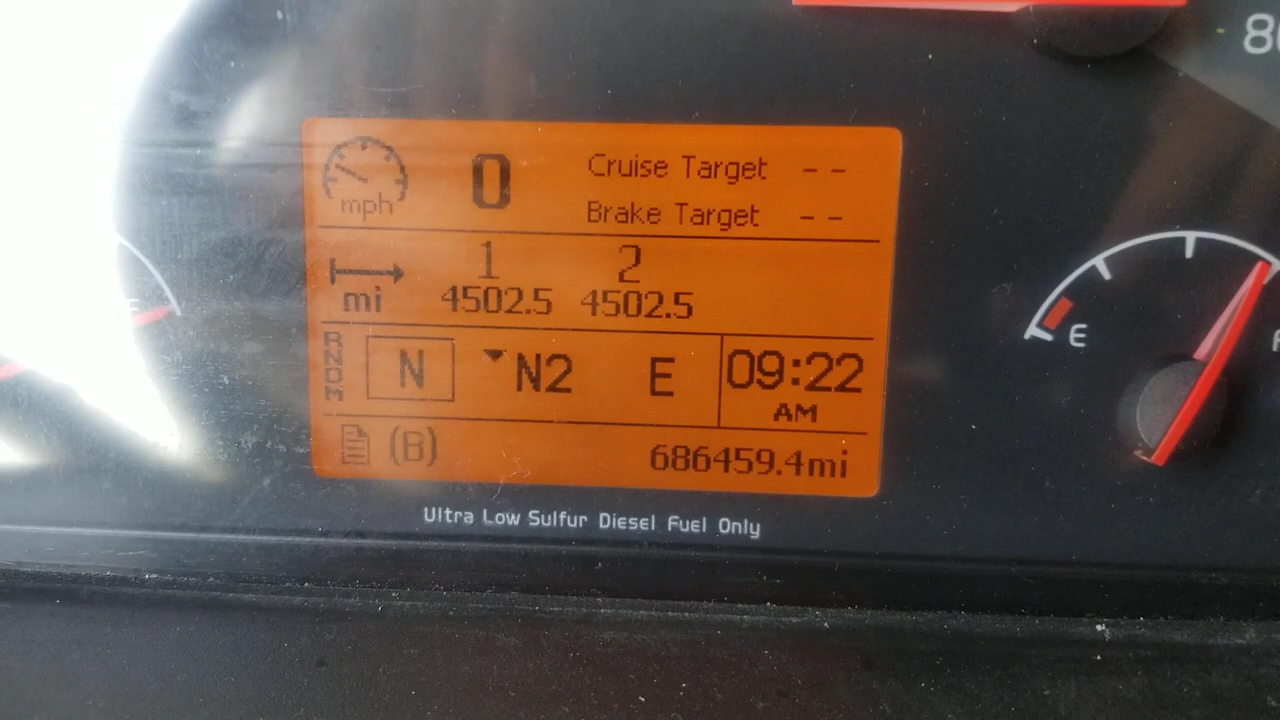 80
0 Cruise Target --
mph Brake Target --
1 2
mi 4502.5 4502.5
RNDM N N2 E 09:22
AM
(B) 686459.4mi
E
Ultra Low Sulfur Diesel Fuel Only